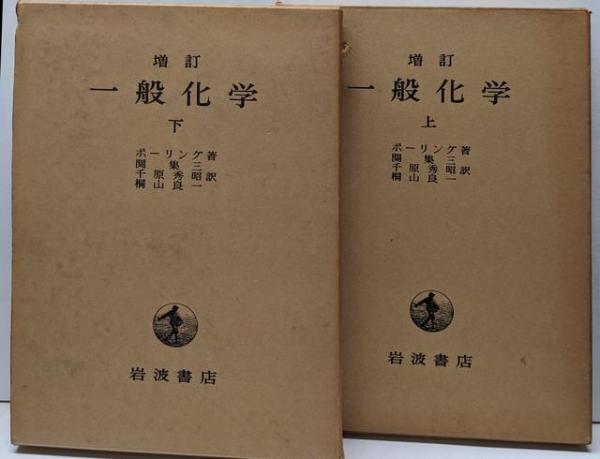 増訂
一般化学
下
ポーリング著
関集三
千原秀昭訳
桐山良一
岩波書店
増訂
一般化学
上
ポーリング著
関集三
千原秀昭訳
桐山良一
岩波書店